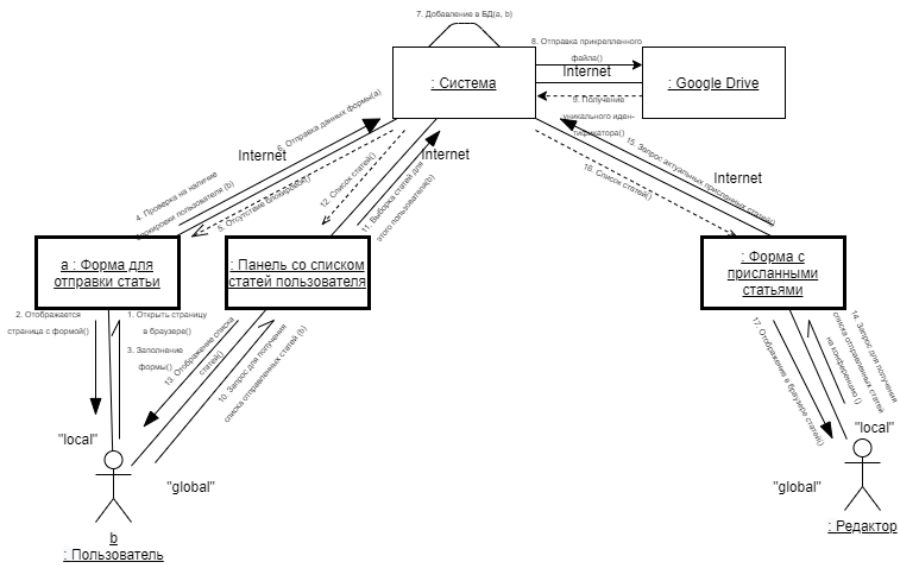 7. Добавление в БД(a, b)
8. Отправка прикрепленного
файла()
Internet
: Система
: Google Drive
9. Получение
уникального иден-
тификатора()
6. Отправка данных формы(a)
Internet
4. Проверка на наличие
блокировки пользователя (b)
5. Отсутствие блокировки()
12. Список статей()
Internet
11. Выборка статей для
этого пользователя(b)
15. Запрос актуальных присланных статей()
Internet
16. Список статей()
a : Форма для
отправки статьи
: Панель со списком
статей пользователя
: Форма с
присланными
статьями
2. Отображается
страница с формой()
1. Открыть страницу
в браузере()
3. Заполнение
формы()
13. Отображение списка
статей()
10. Запрос для получения
списка отправленных статей (b)
17. Отображение в браузере статей()
14. Запрос для получения
списка отправленных статей
на конференцию ()
"local"
"global"
b
: Пользователь
"local"
"global"
: Редактор